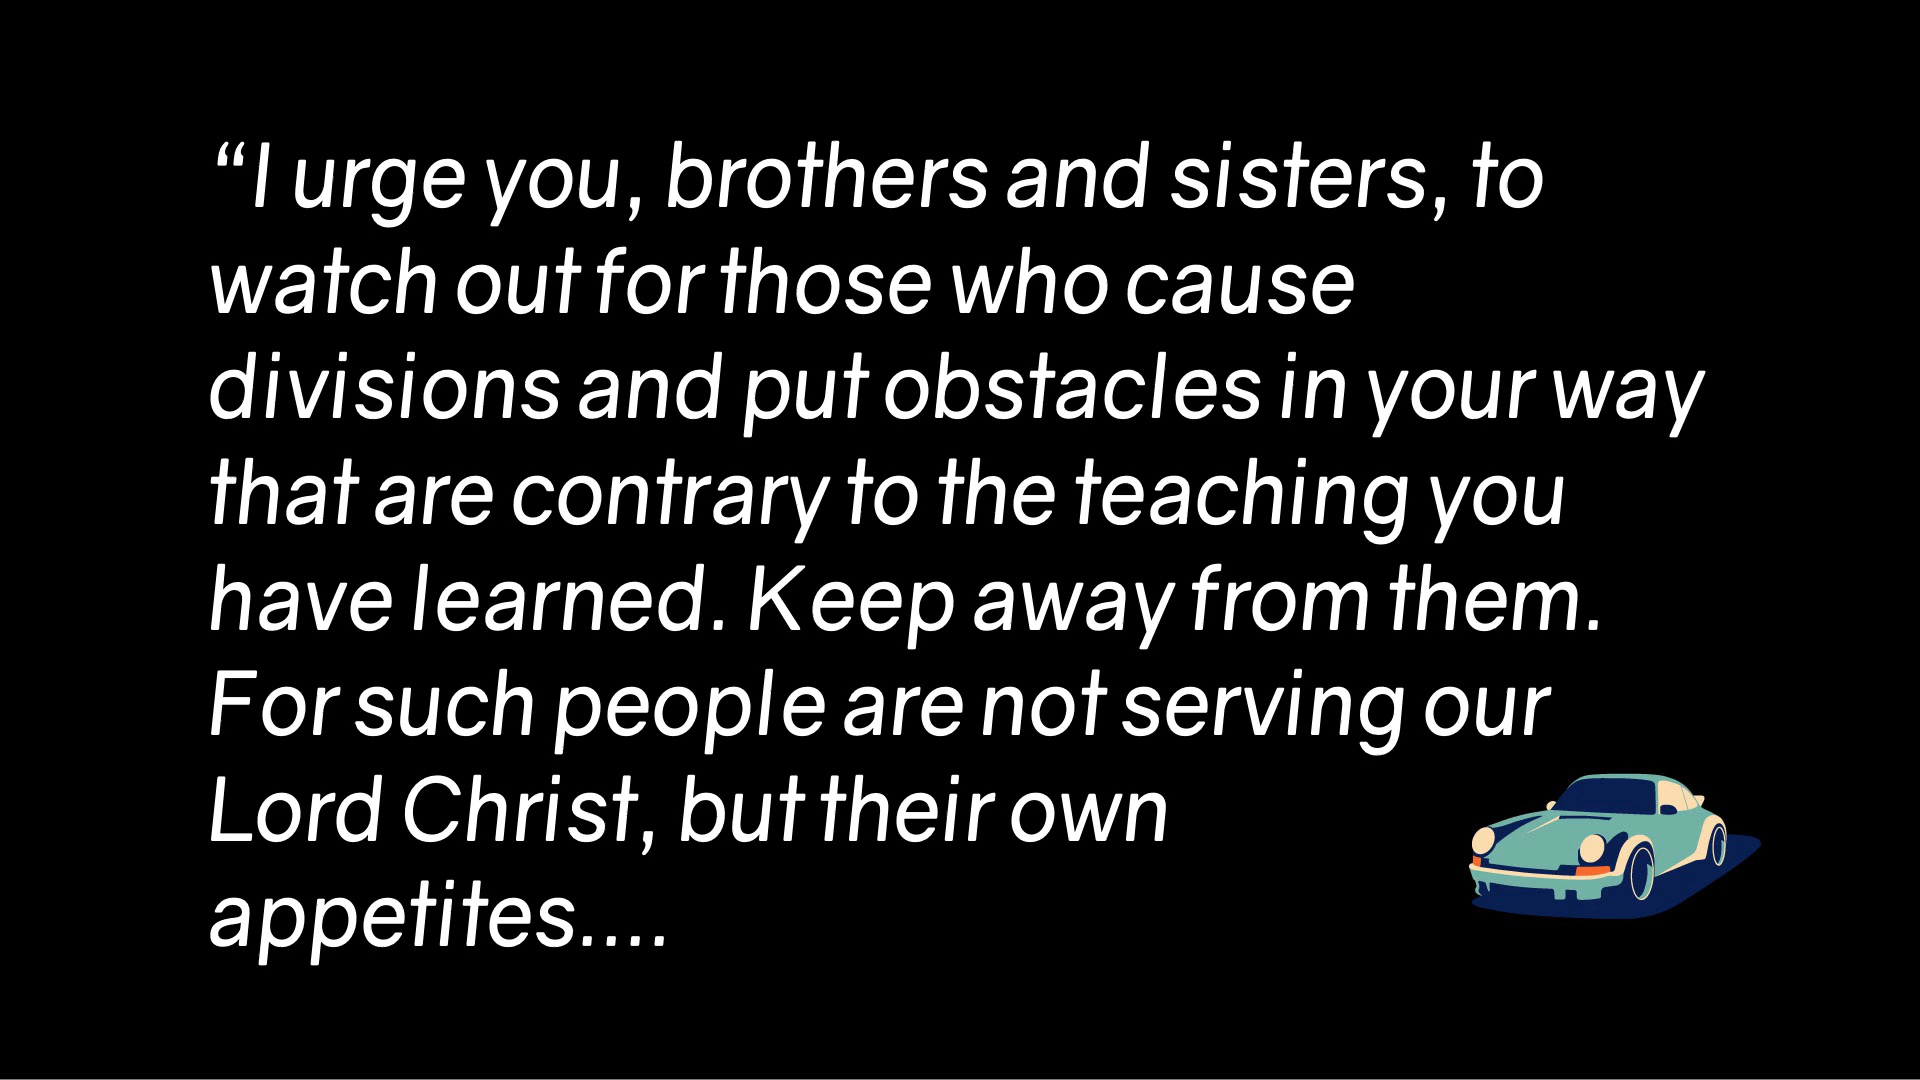 “I urge you, brothers and sisters, to
watch out for those who cause
divisions and put obstacles in your way
that are contrary to the teaching you
have learned. Keep away from them.
For such people are not serving our
Lord Christ, but their own
appetites....